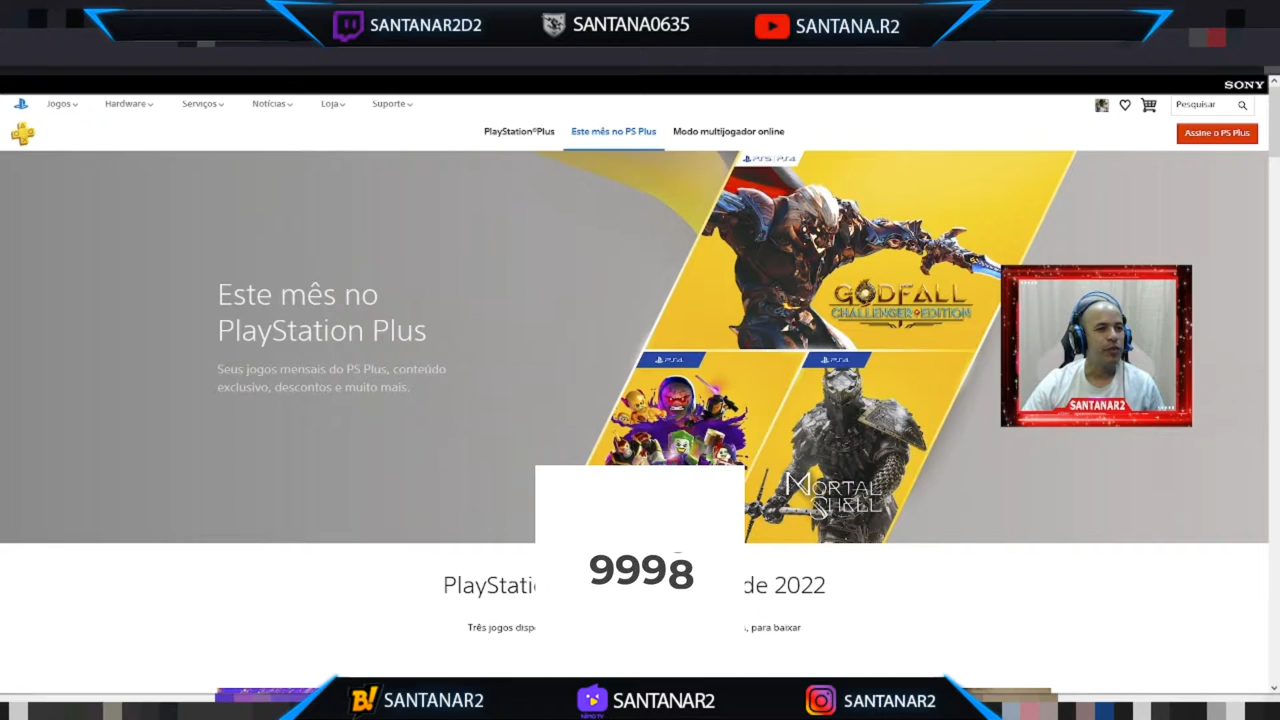 SANTANAR2D2
SANTANA0635
SANTANA.R2
SONY
Jogos
Hardware
Serviços
Notícias
Loja
Suporte
Pesquisar
PlayStation®Plus
Este mês no PS Plus
Modo multijogador online
Assine o PS Plus
PS5 | PS4
Este mês no
PlayStation Plus
Seus jogos mensais do PS Plus, conteúdo
exclusivo, descontos e muito mais.
GODFALL
CHALLENGER EDITION
PS4
PS4
MORTAL
SHELL
SANTANAR2
9998
PlayStati de 2022
Três jogos disp , para baixar
B!
SANTANAR2
SANTANAR2
SANTANAR2